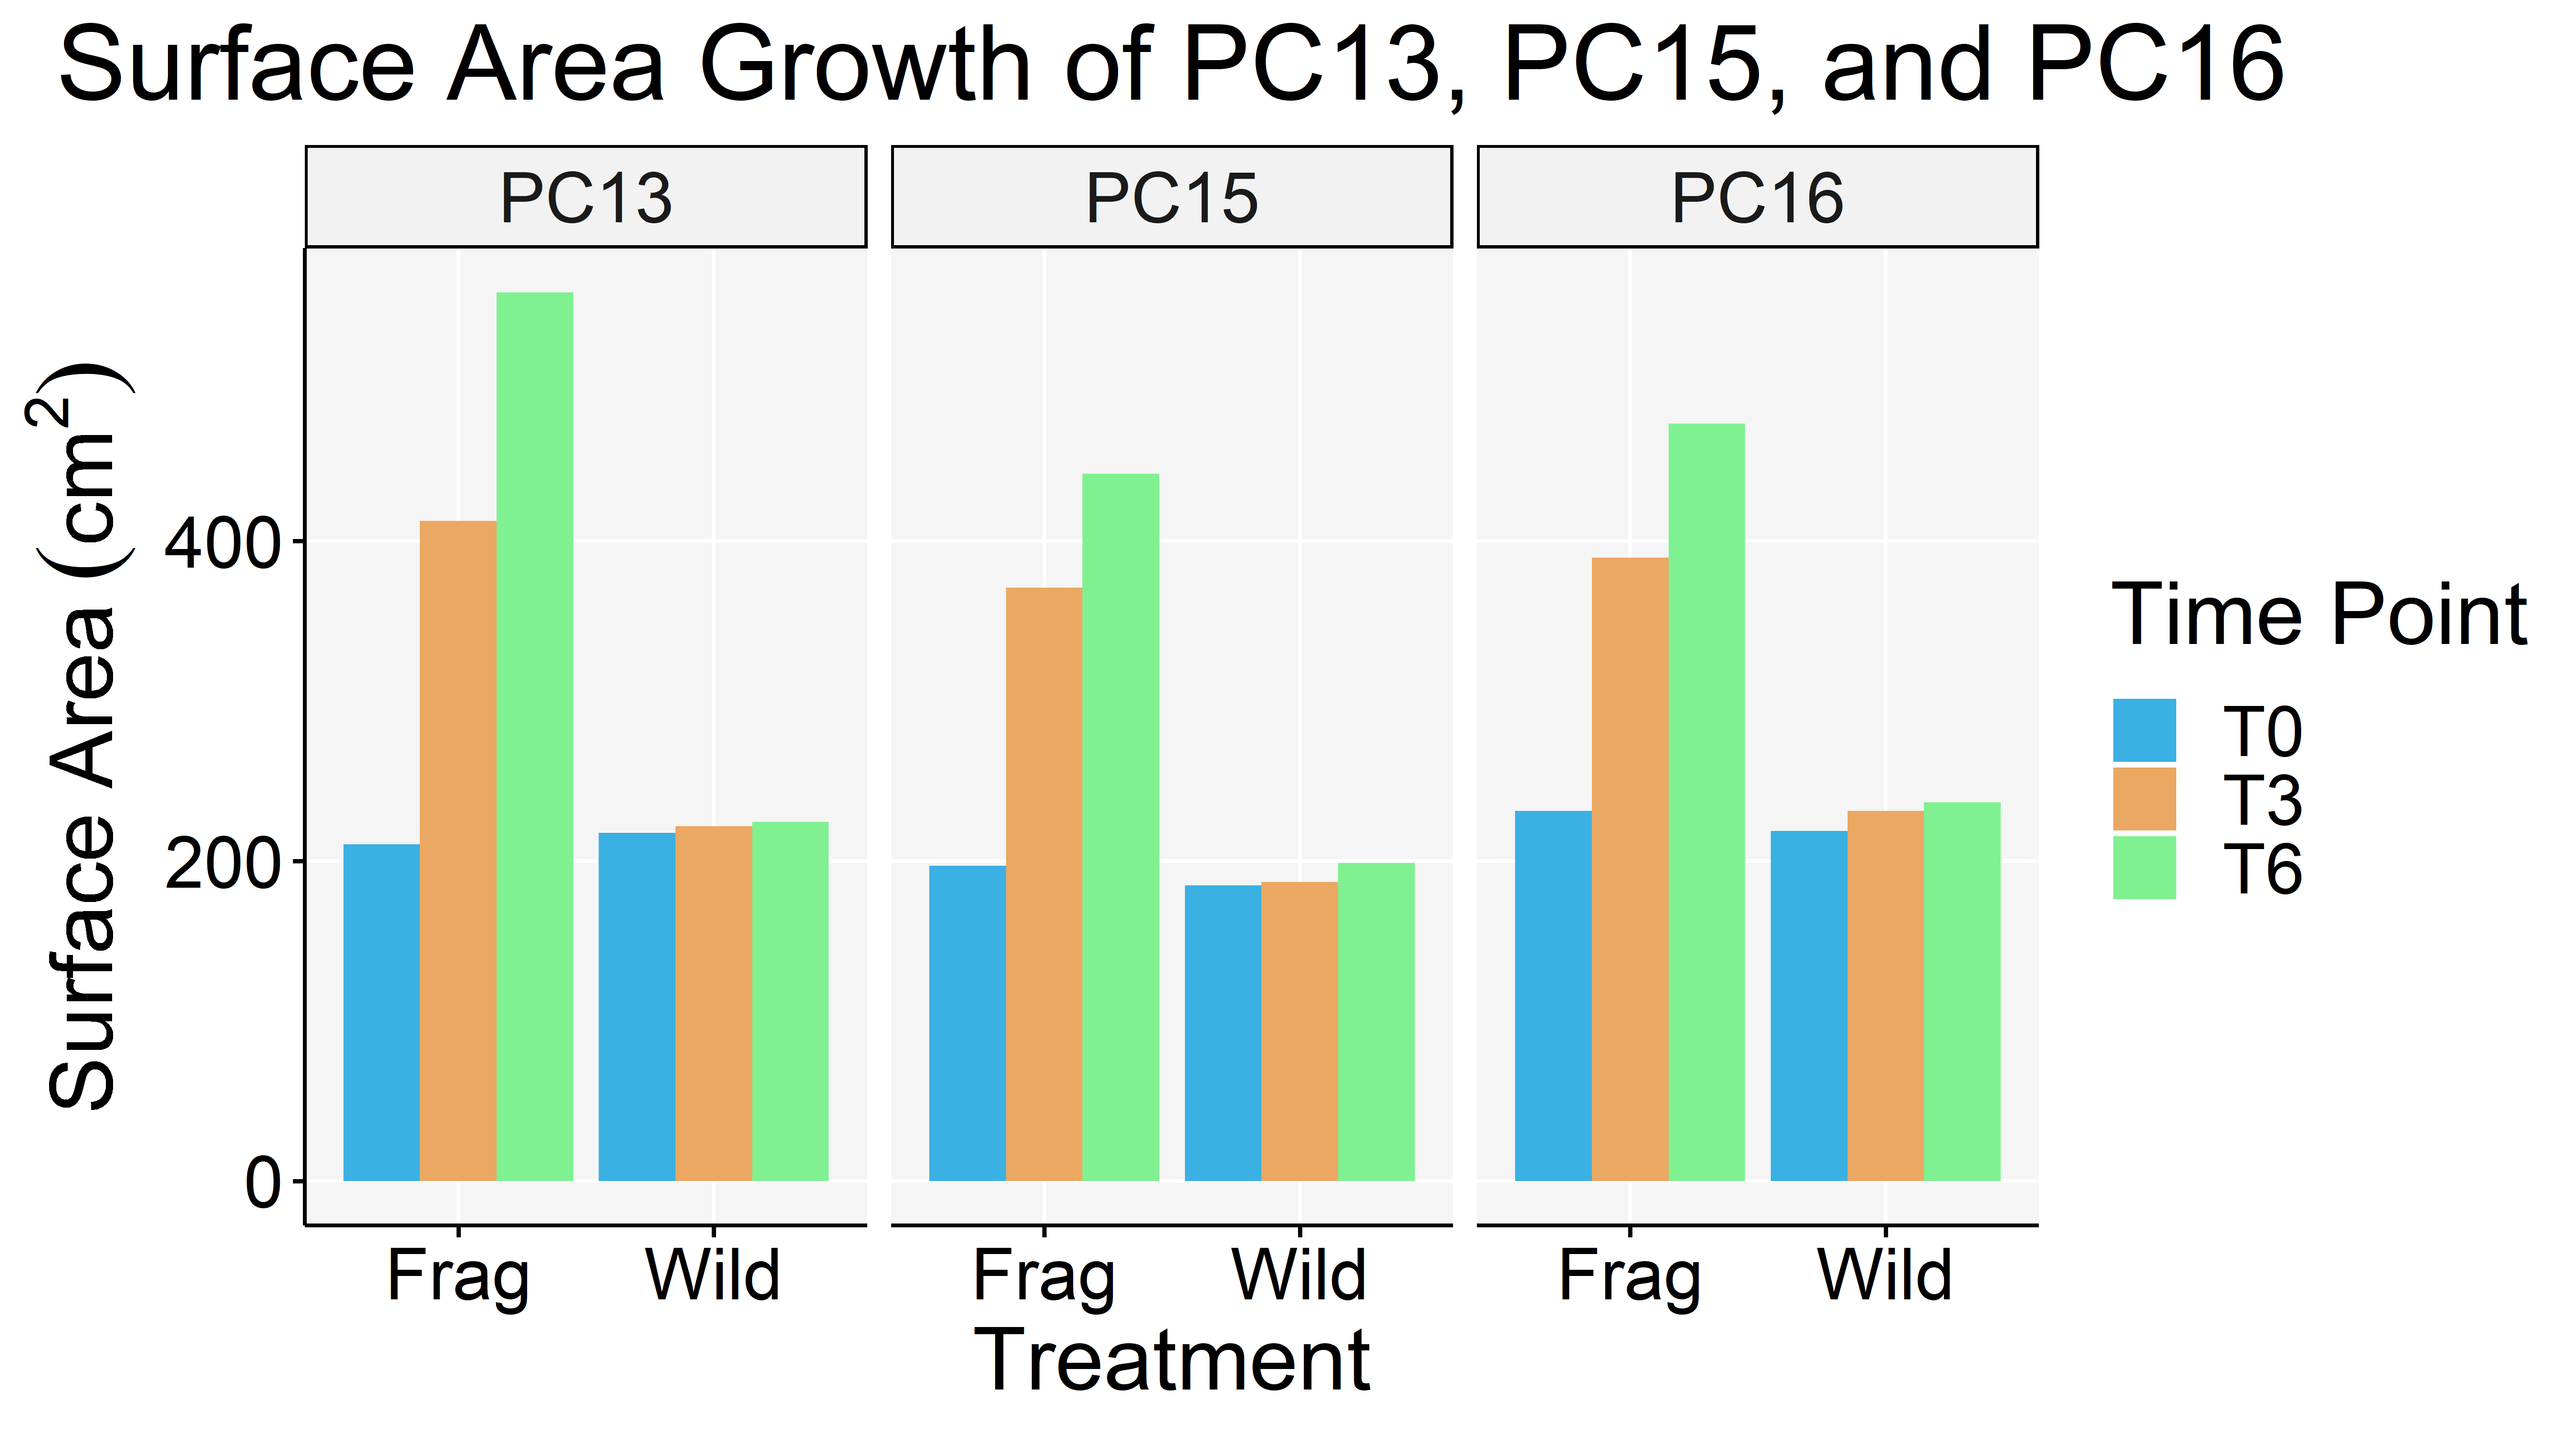 Surface Area Growth of PC13, PC15, and PC16
PC13
PC15
PC16
Surface Area (cm²)
400
200
0
Frag
Wild
Frag
Wild
Frag
Wild
Treatment
Time Point
T0
T3
T6